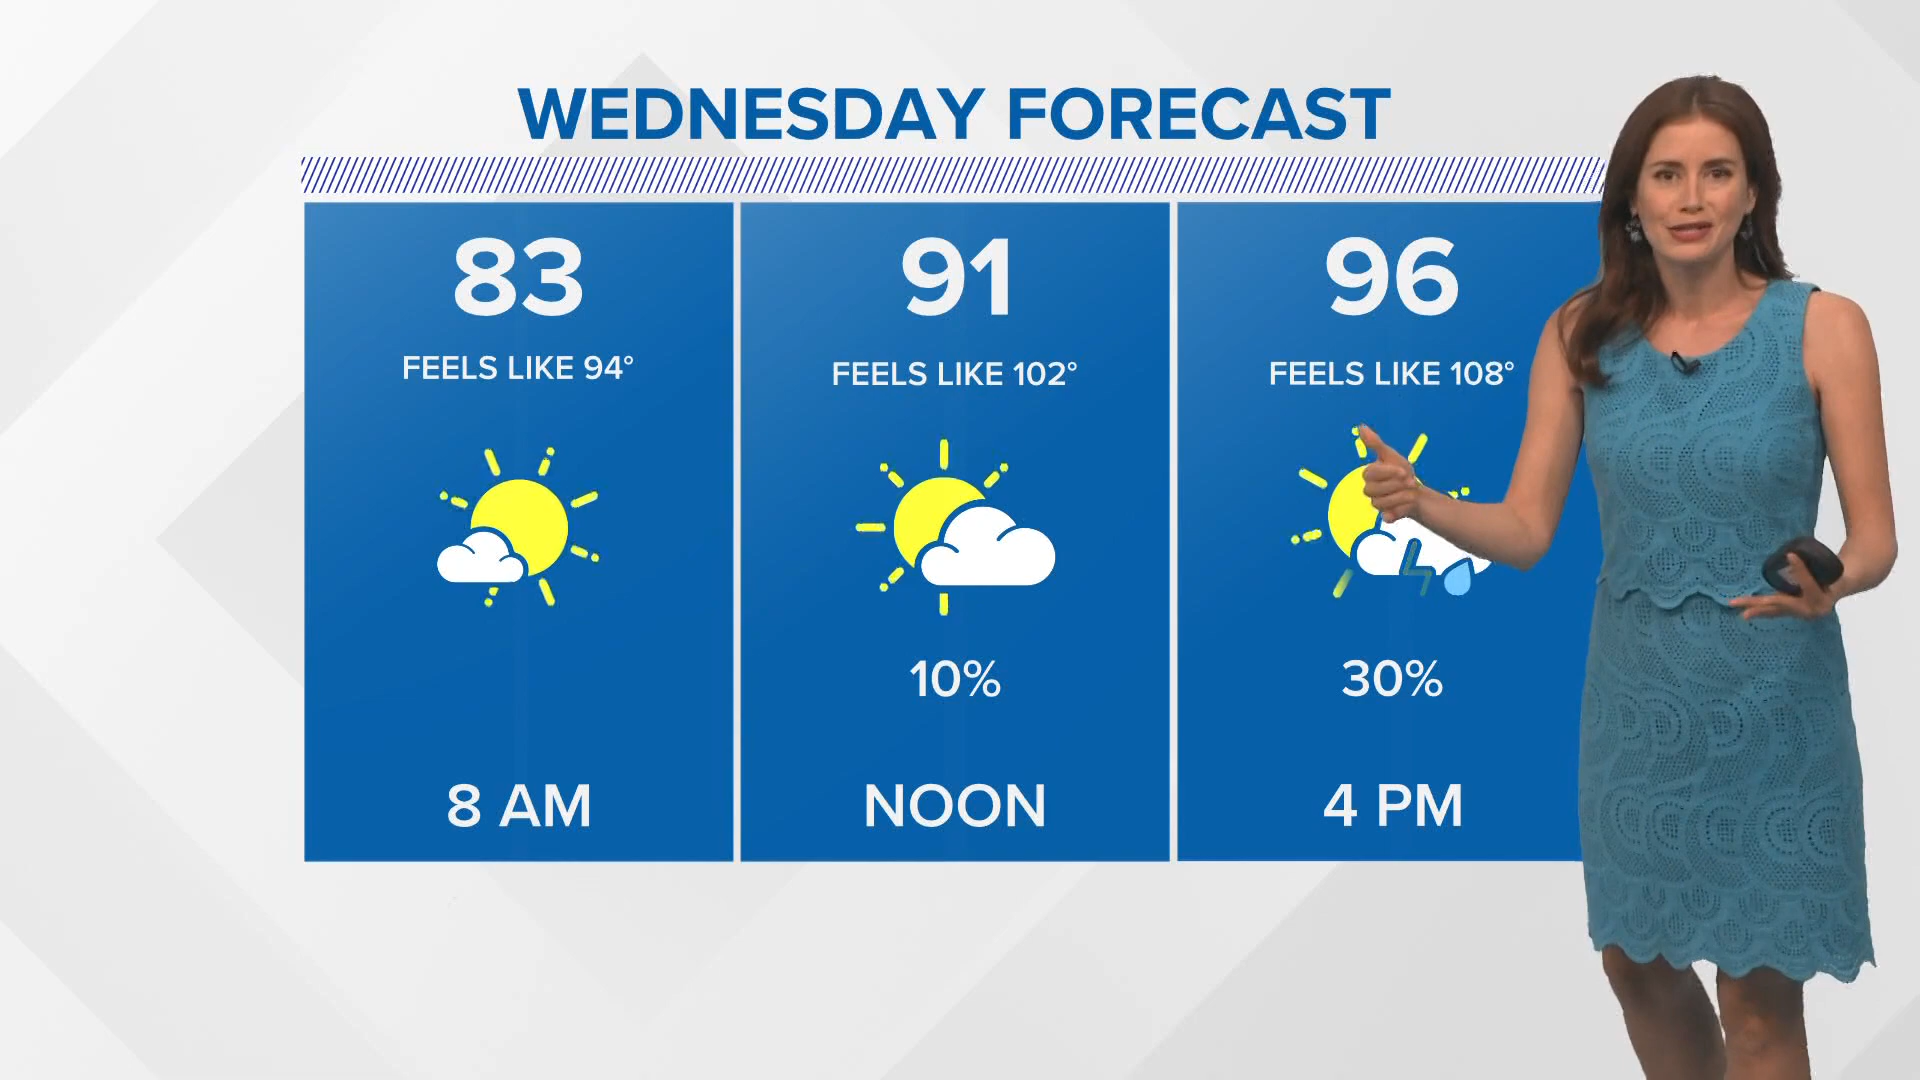 WEDNESDAY FORECAST
83
FEELS LIKE 94°
8 AM
91
FEELS LIKE 102°
10%
NOON
96
FEELS LIKE 108°
30%
4 PM